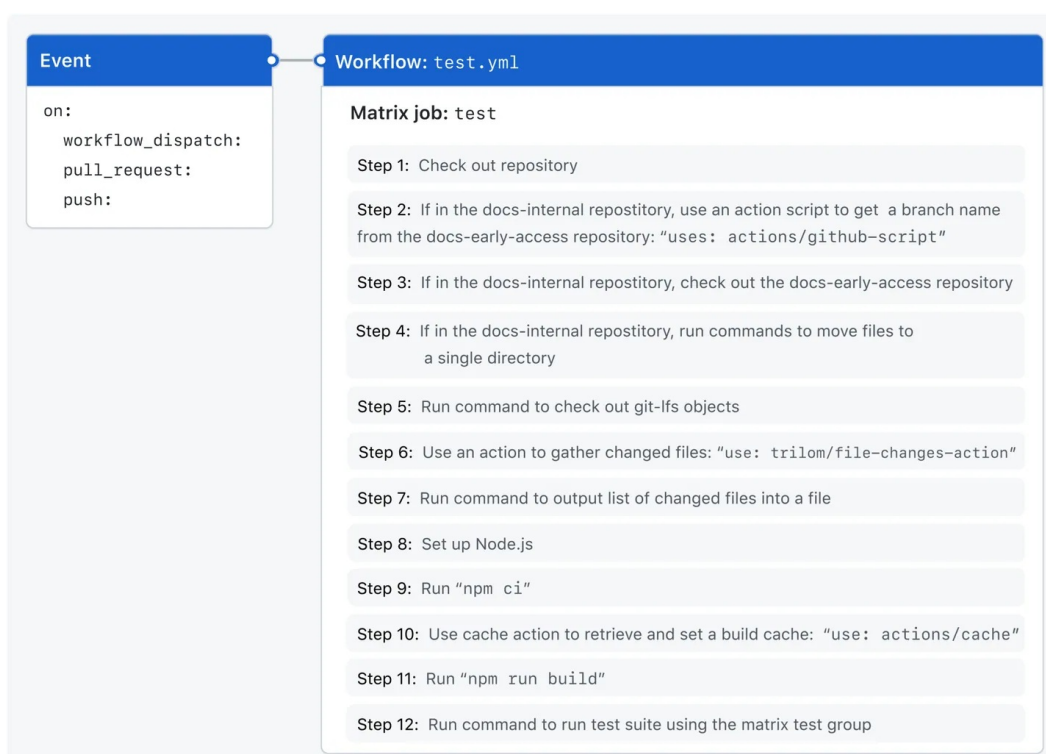 Event
on:
workflow_dispatch:
pull_request:
push:
Workflow: test.yml
Matrix job: test
Step 1: Check out repository
Step 2: If in the docs-internal repostitory, use an action script to get a branch name
from the docs-early-access repository: “uses: actions/github-script”
Step 3: If in the docs-internal repostitory, check out the docs-early-access repository
Step 4: If in the docs-internal repostitory, run commands to move files to
a single directory
Step 5: Run command to check out git-lfs objects
Step 6: Use an action to gather changed files: “use: trilom/file-changes-action”
Step 7: Run command to output list of changed files into a file
Step 8: Set up Node.js
Step 9: Run “npm ci”
Step 10: Use cache action to retrieve and set a build cache: “use: actions/cache”
Step 11: Run “npm run build”
Step 12: Run command to run test suite using the matrix test group